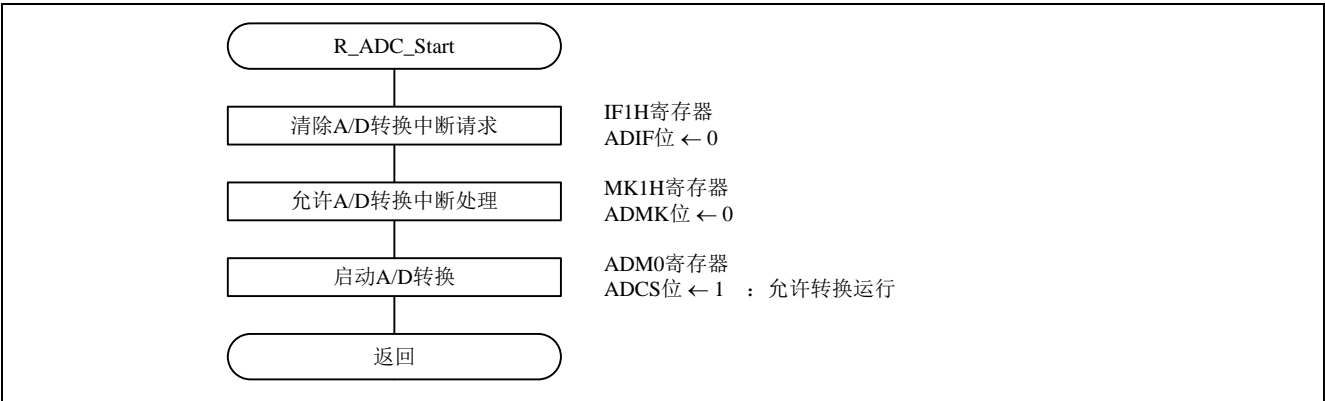 R_ADC_Start
清除A/D转换中断请求
IF1H寄存器
ADIF位 ← 0
允许A/D转换中断处理
MK1H寄存器
ADMK位 ← 0
启动A/D转换
ADM0寄存器
ADCS位 ← 1 ：允许转换运行
返回